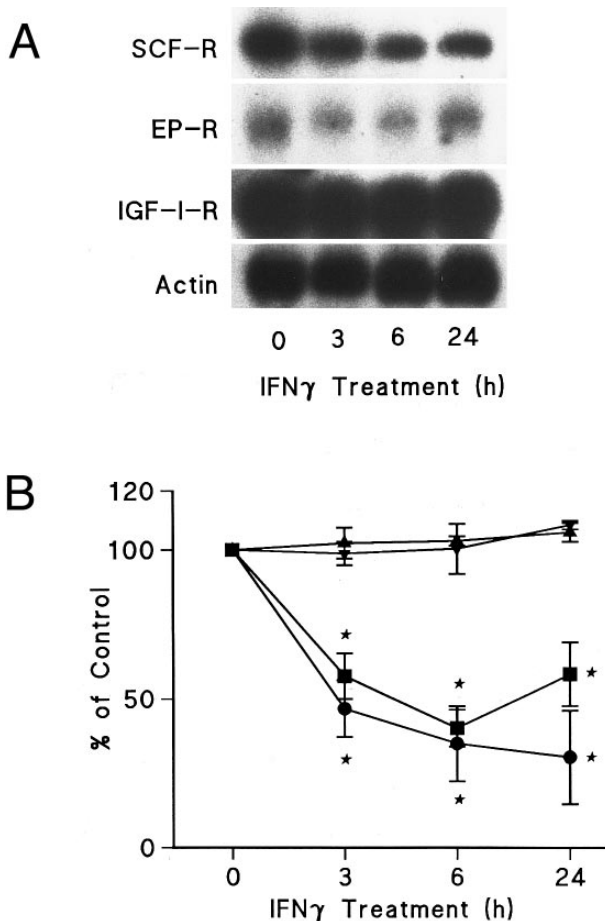 A
SCF-R
EP-R
IGF-I-R
Actin
0 3 6 24
IFNγ Treatment (h)
B
120
100
50
0
% of Control
0 3 6 24
IFNγ Treatment (h)